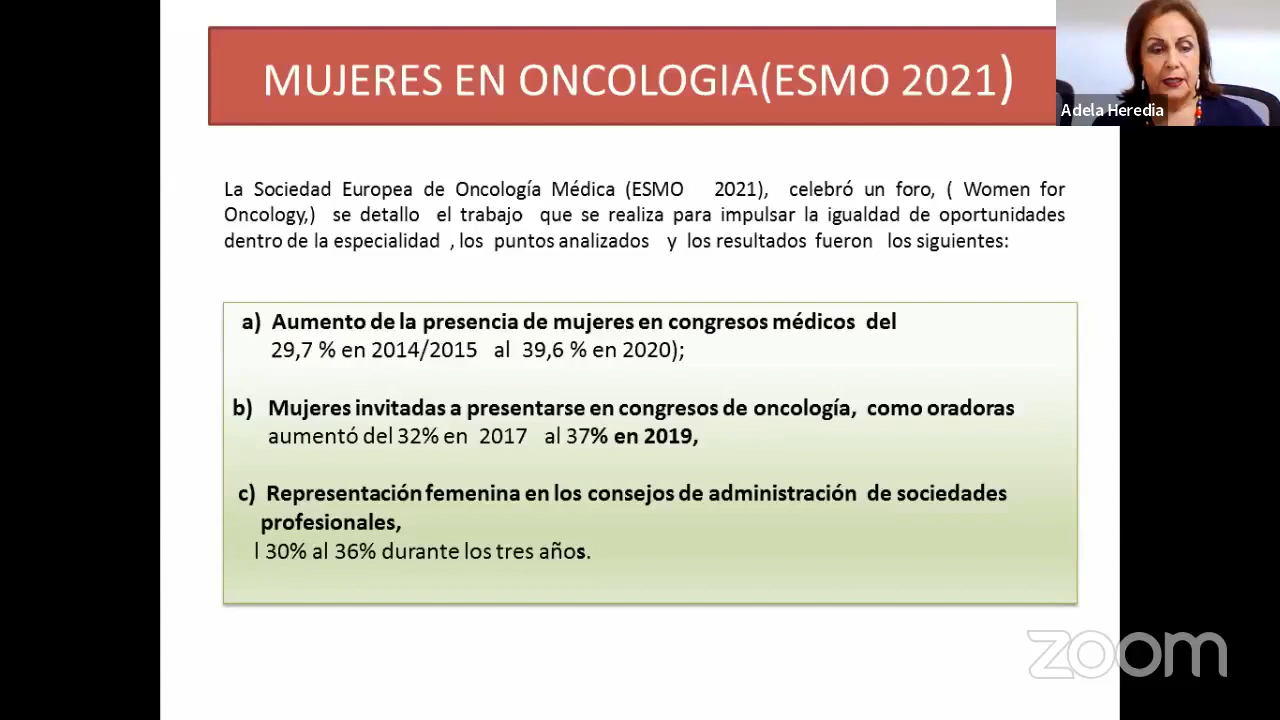 MUJERES EN ONCOLOGIA(ESMO 2021)
Adela Heredia
La Sociedad Europea de Oncología Médica (ESMO 2021), celebró un foro, ( Women for
Oncology,) se detallo el trabajo que se realiza para impulsar la igualdad de oportunidades
dentro de la especialidad , los puntos analizados y los resultados fueron los siguientes:
a) Aumento de la presencia de mujeres en congresos médicos del
29,7 % en 2014/2015 al 39,6 % en 2020);
b) Mujeres invitadas a presentarse en congresos de oncología, como oradoras
aumentó del 32% en 2017 al 37% en 2019,
c) Representación femenina en los consejos de administración de sociedades
profesionales,
l 30% al 36% durante los tres años.
zoom